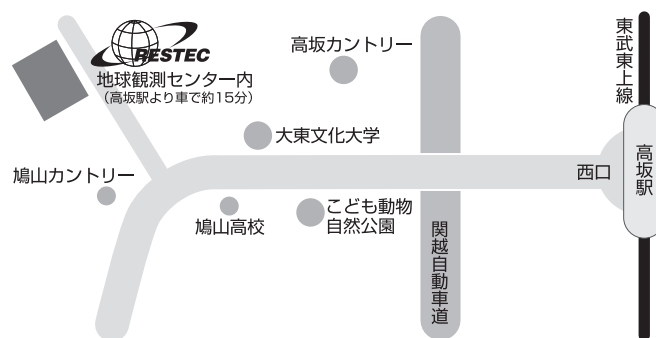 RESTEC
地球観測センター内
（高坂駅より車で約15分）
高坂カントリー
東武東上線
大東文化大学
鳩山カントリー
西口
高坂駅
鳩山高校
こども動物
自然公園
関越自動車道